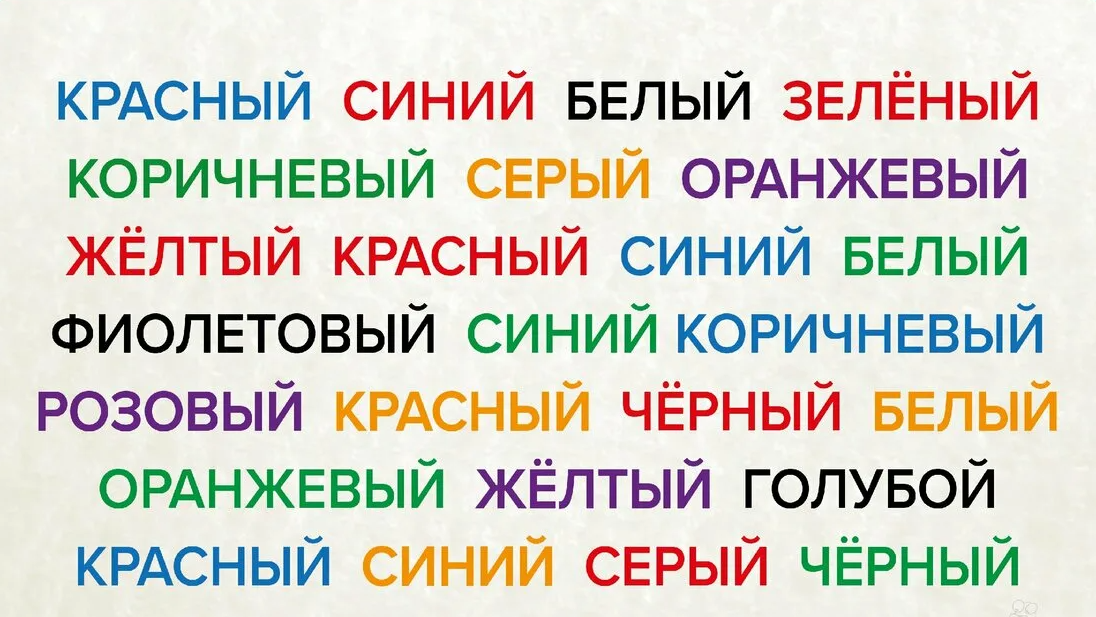 КРАСНЫЙ СИНИЙ БЕЛЫЙ ЗЕЛЁНЫЙ
КОРИЧНЕВЫЙ СЕРЫЙ ОРАНЖЕВЫЙ
ЖЁЛТЫЙ КРАСНЫЙ СИНИЙ БЕЛЫЙ
ФИОЛЕТОВЫЙ СИНИЙ КОРИЧНЕВЫЙ
РОЗОВЫЙ КРАСНЫЙ ЧЁРНЫЙ БЕЛЫЙ
ОРАНЖЕВЫЙ ЖЁЛТЫЙ ГОЛУБОЙ
КРАСНЫЙ СИНИЙ СЕРЫЙ ЧЁРНЫЙ